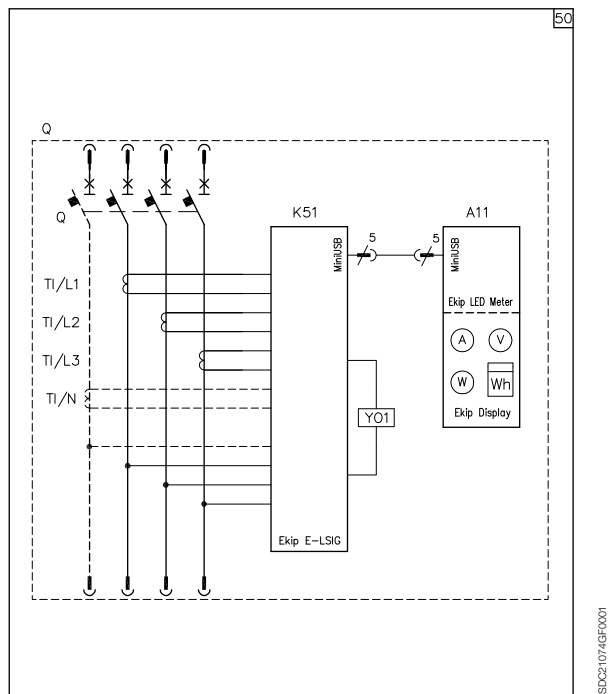 50
Q
Q
K51
A11
MiniUSB
5
5
MiniUSB
TI/L1
TI/L2
TI/L3
TI/N
Ekip LED Meter
A
V
W
Wh
Ekip Display
YO1
Ekip E-LSIG
SDC21074GF0001